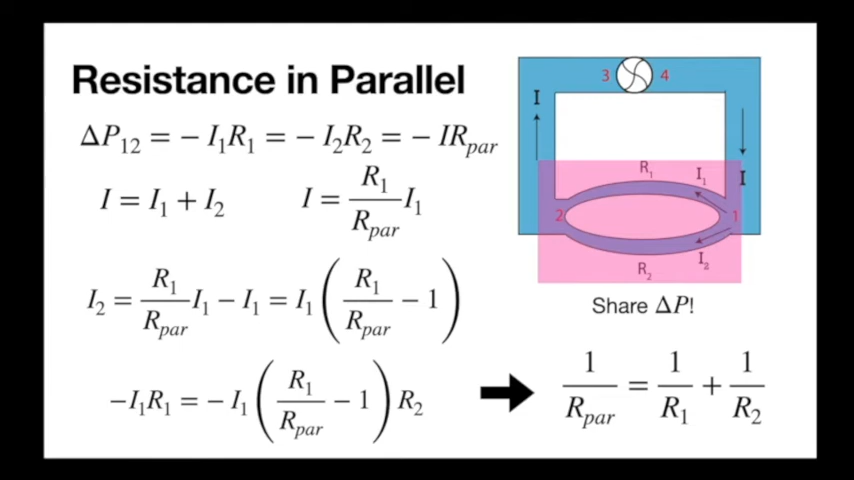 Resistance in Parallel
ΔP₁₂ = − I₁R₁ = − I₂R₂ = − IR_par
I = I₁ + I₂
I = R₁/R_par I₁
I₂ = R₁/R_par I₁ − I₁ = I₁ (R₁/R_par − 1)
−I₁R₁ = − I₁ (R₁/R_par − 1) R₂
3
4
I
I
R₁
I₁
2
1
I₂
R₂
Share ΔP!
1/R_par = 1/R₁ + 1/R₂